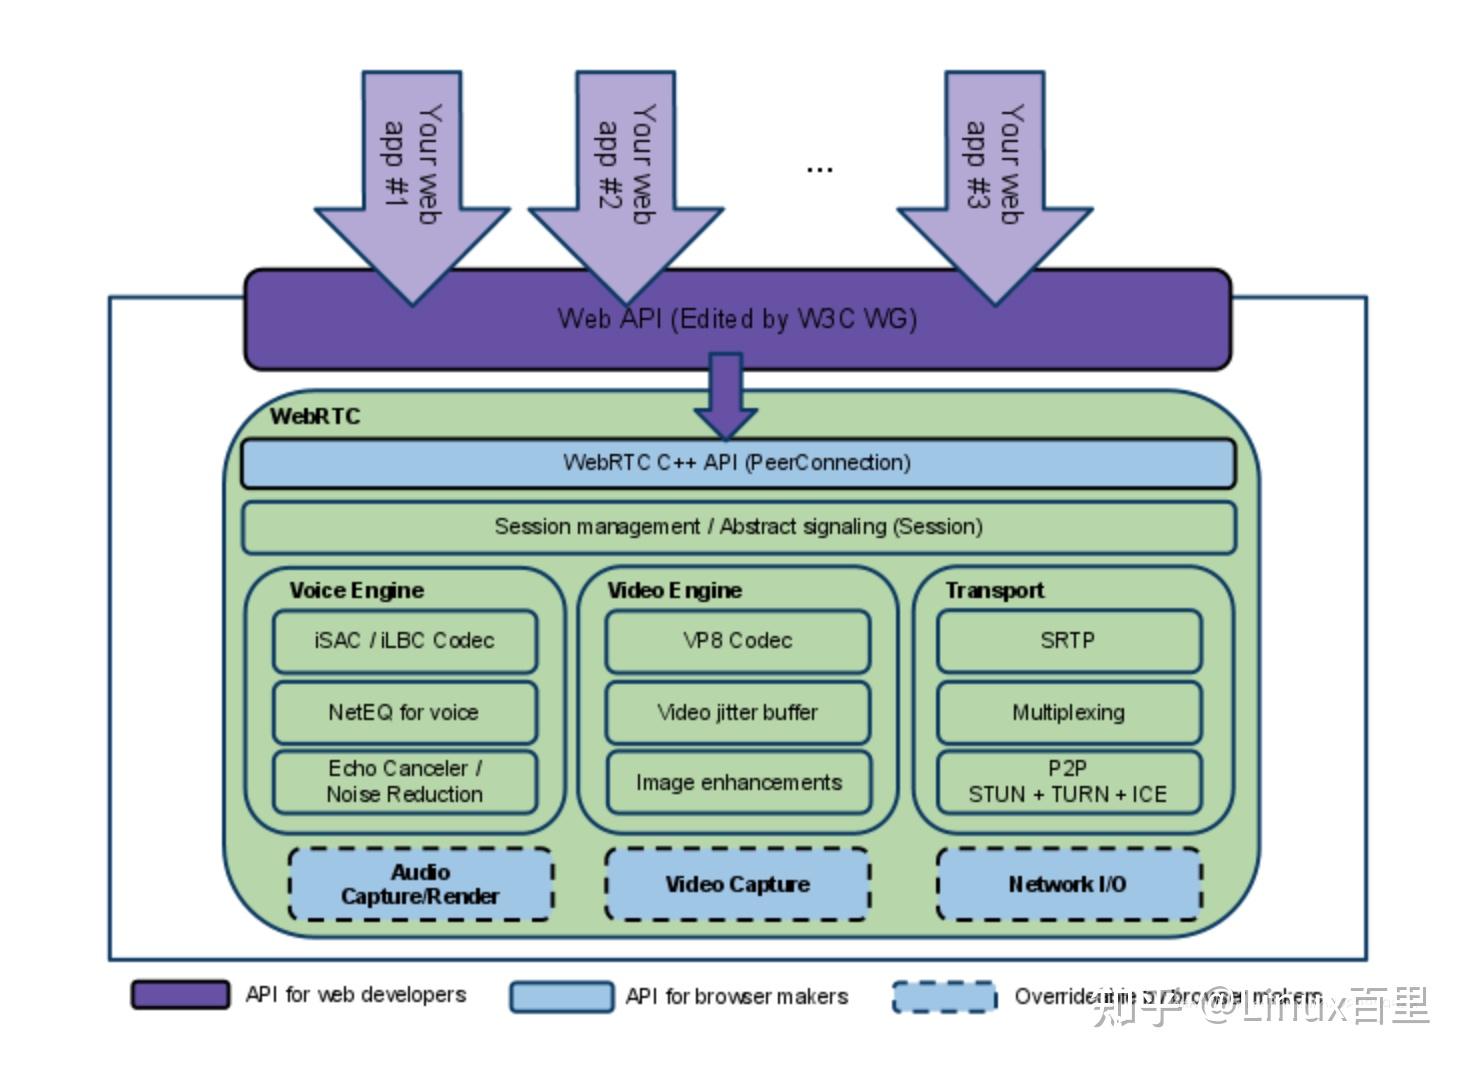 Your web
app #1
Your web
app #2
...
Your web
app #3
Web API (Edited by W3C WG)
WebRTC
WebRTC C++ API (PeerConnection)
Session management / Abstract signaling (Session)
Voice Engine
iSAC / iLBC Codec
NetEQ for voice
Echo Canceler /
Noise Reduction
Video Engine
VP8 Codec
Video jitter buffer
Image enhancements
Transport
SRTP
Multiplexing
P2P
STUN + TURN + ICE
Audio
Capture/Render
Video Capture
Network I/O
API for web developers
API for browser makers
Overrideable by browser makers
知乎 @Linux百里